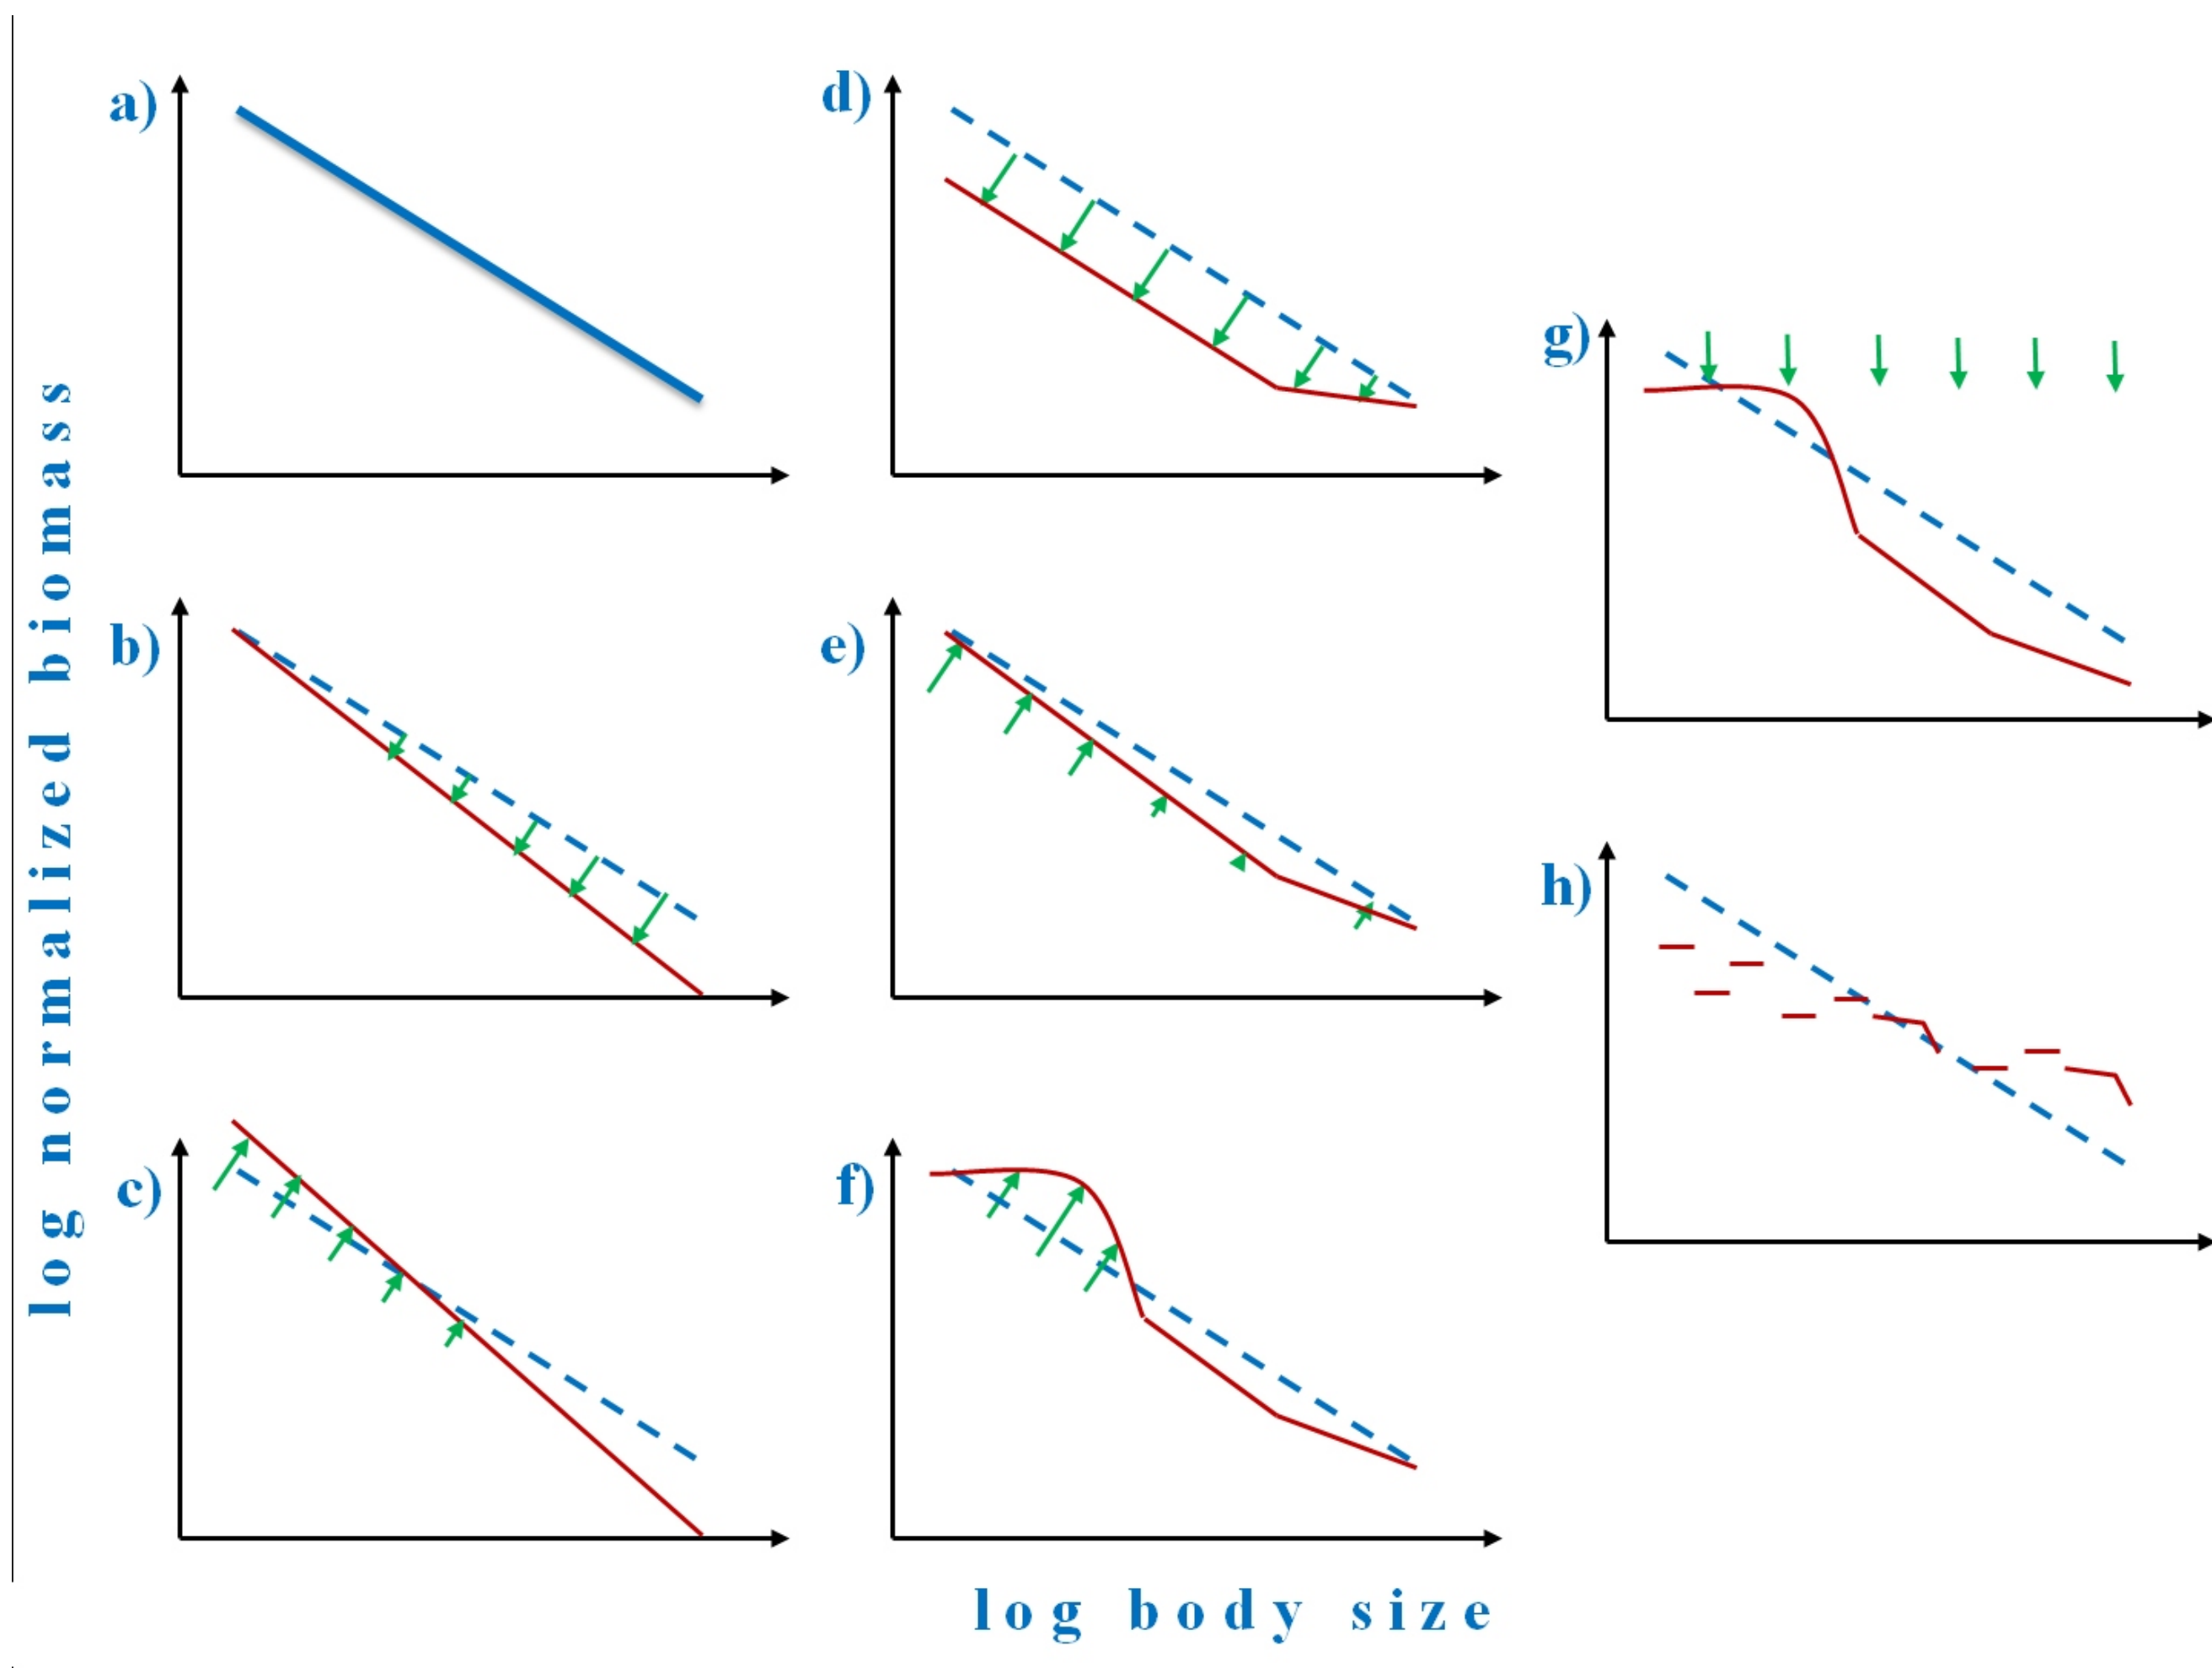 a)
b)
c)
d)
e)
f)
g)
h)
log normalized biomass
log body size